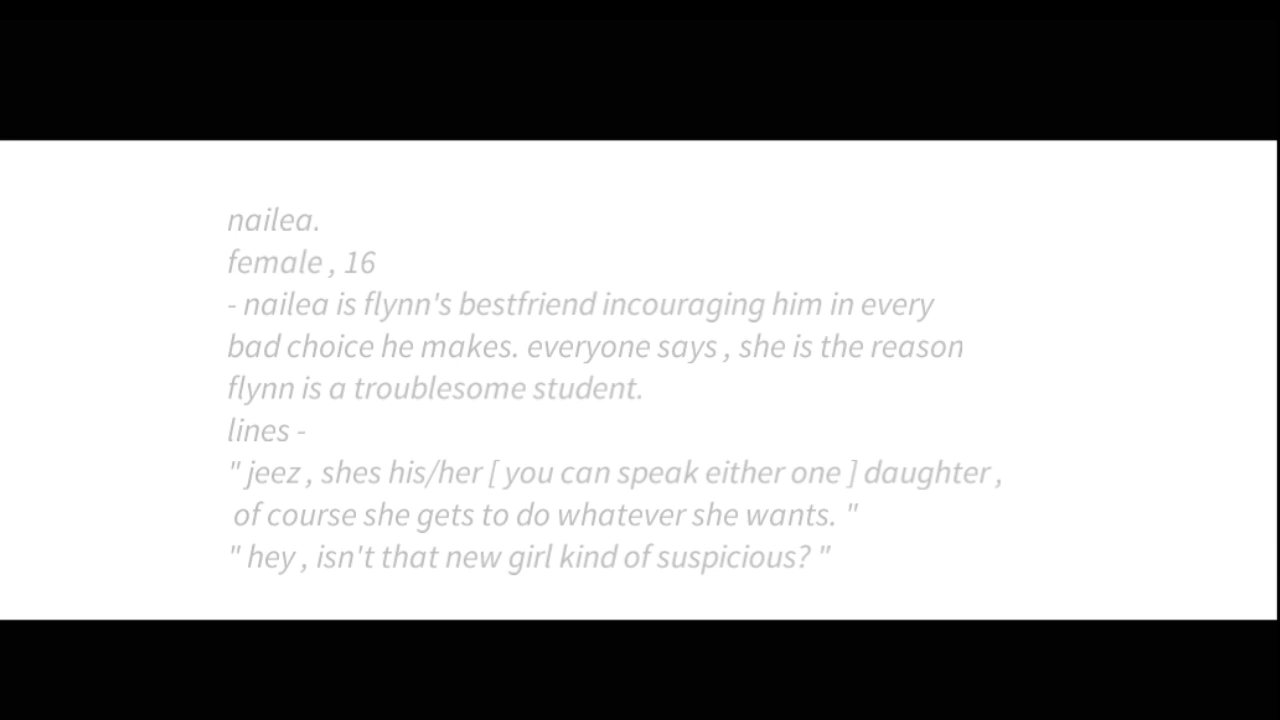 nailea.
female , 16
- nailea is flynn's bestfriend incouraging him in every
bad choice he makes. everyone says , she is the reason
flynn is a troublesome student.
lines -
" jeez , shes his/her [ you can speak either one ] daughter ,
of course she gets to do whatever she wants. "
" hey , isn't that new girl kind of suspicious? "